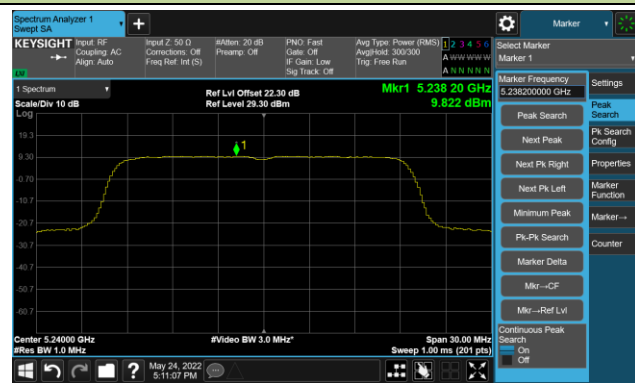 Spectrum Analyzer 1
Swept SA
+
Marker
KEYSIGHT
Input: RF
Coupling: AC
Align: Auto
Input Z: 50 Ω
Corrections: Off
Freq Ref: Int (S)
#Atten: 20 dB
Preamp: Off
PNO: Fast
Gate: Off
IF Gain: Low
Sig Track: Off
Avg Type: Power (RMS)
Avg|Hold: 300/300
Trig: Free Run
1 2 3 4 5 6
A W W W W W
A N N N N N
Select Marker
Marker 1
1 Spectrum
Scale/Div 10 dB
Log
Ref Lvl Offset 22.30 dB
Ref Level 29.30 dBm
Mkr1 5.238 20 GHz
9.822 dBm
1
19.3
9.30
-0.70
-10.7
-20.7
-30.7
-40.7
-50.7
-60.7
Center 5.24000 GHz
#Res BW 1.0 MHz
#Video BW 3.0 MHz*
Span 30.00 MHz
Sweep 1.00 ms (201 pts)
Marker Frequency
5.238200000 GHz
Peak Search
Next Peak
Next Pk Right
Next Pk Left
Minimum Peak
Pk-Pk Search
Marker Delta
Mkr→CF
Mkr→Ref Lvl
Continuous Peak
Search
On
Off
Settings
Peak
Search
Pk Search
Config
Properties
Marker
Function
Marker→
Counter
?
May 24, 2022
5:11:07 PM